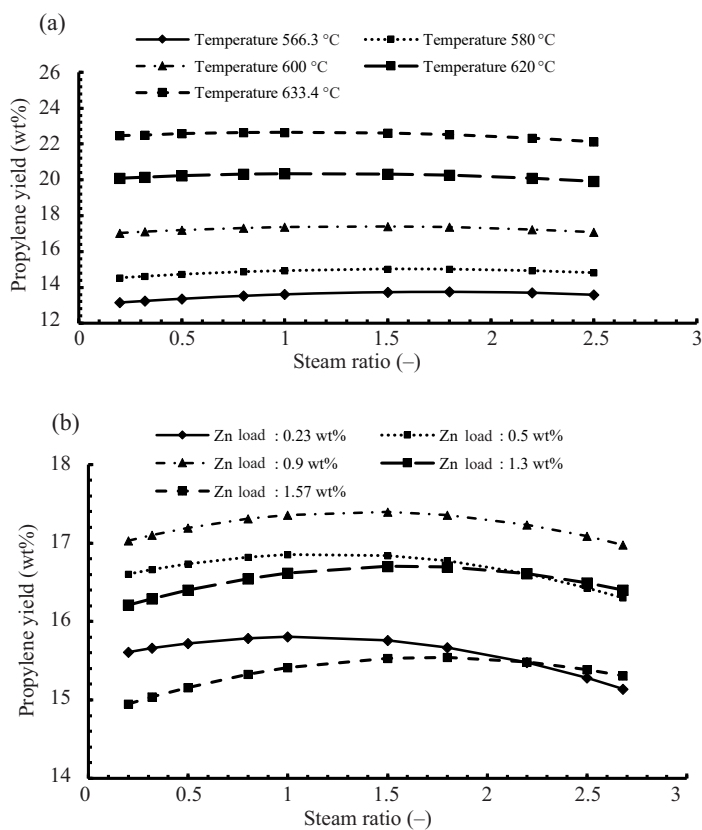 (a)
Temperature 566.3 °C
Temperature 580 °C
Temperature 600 °C
Temperature 620 °C
Temperature 633.4 °C
Propylene yield (wt%)
26
24
22
20
18
16
14
12
0 0.5 1 1.5 2 2.5 3
Steam ratio (–)
(b)
Zn load : 0.23 wt%
Zn load : 0.5 wt%
Zn load : 0.9 wt%
Zn load : 1.3 wt%
Zn load : 1.57 wt%
Propylene yield (wt%)
18
17
16
15
14
0 0.5 1 1.5 2 2.5 3
Steam ratio (–)